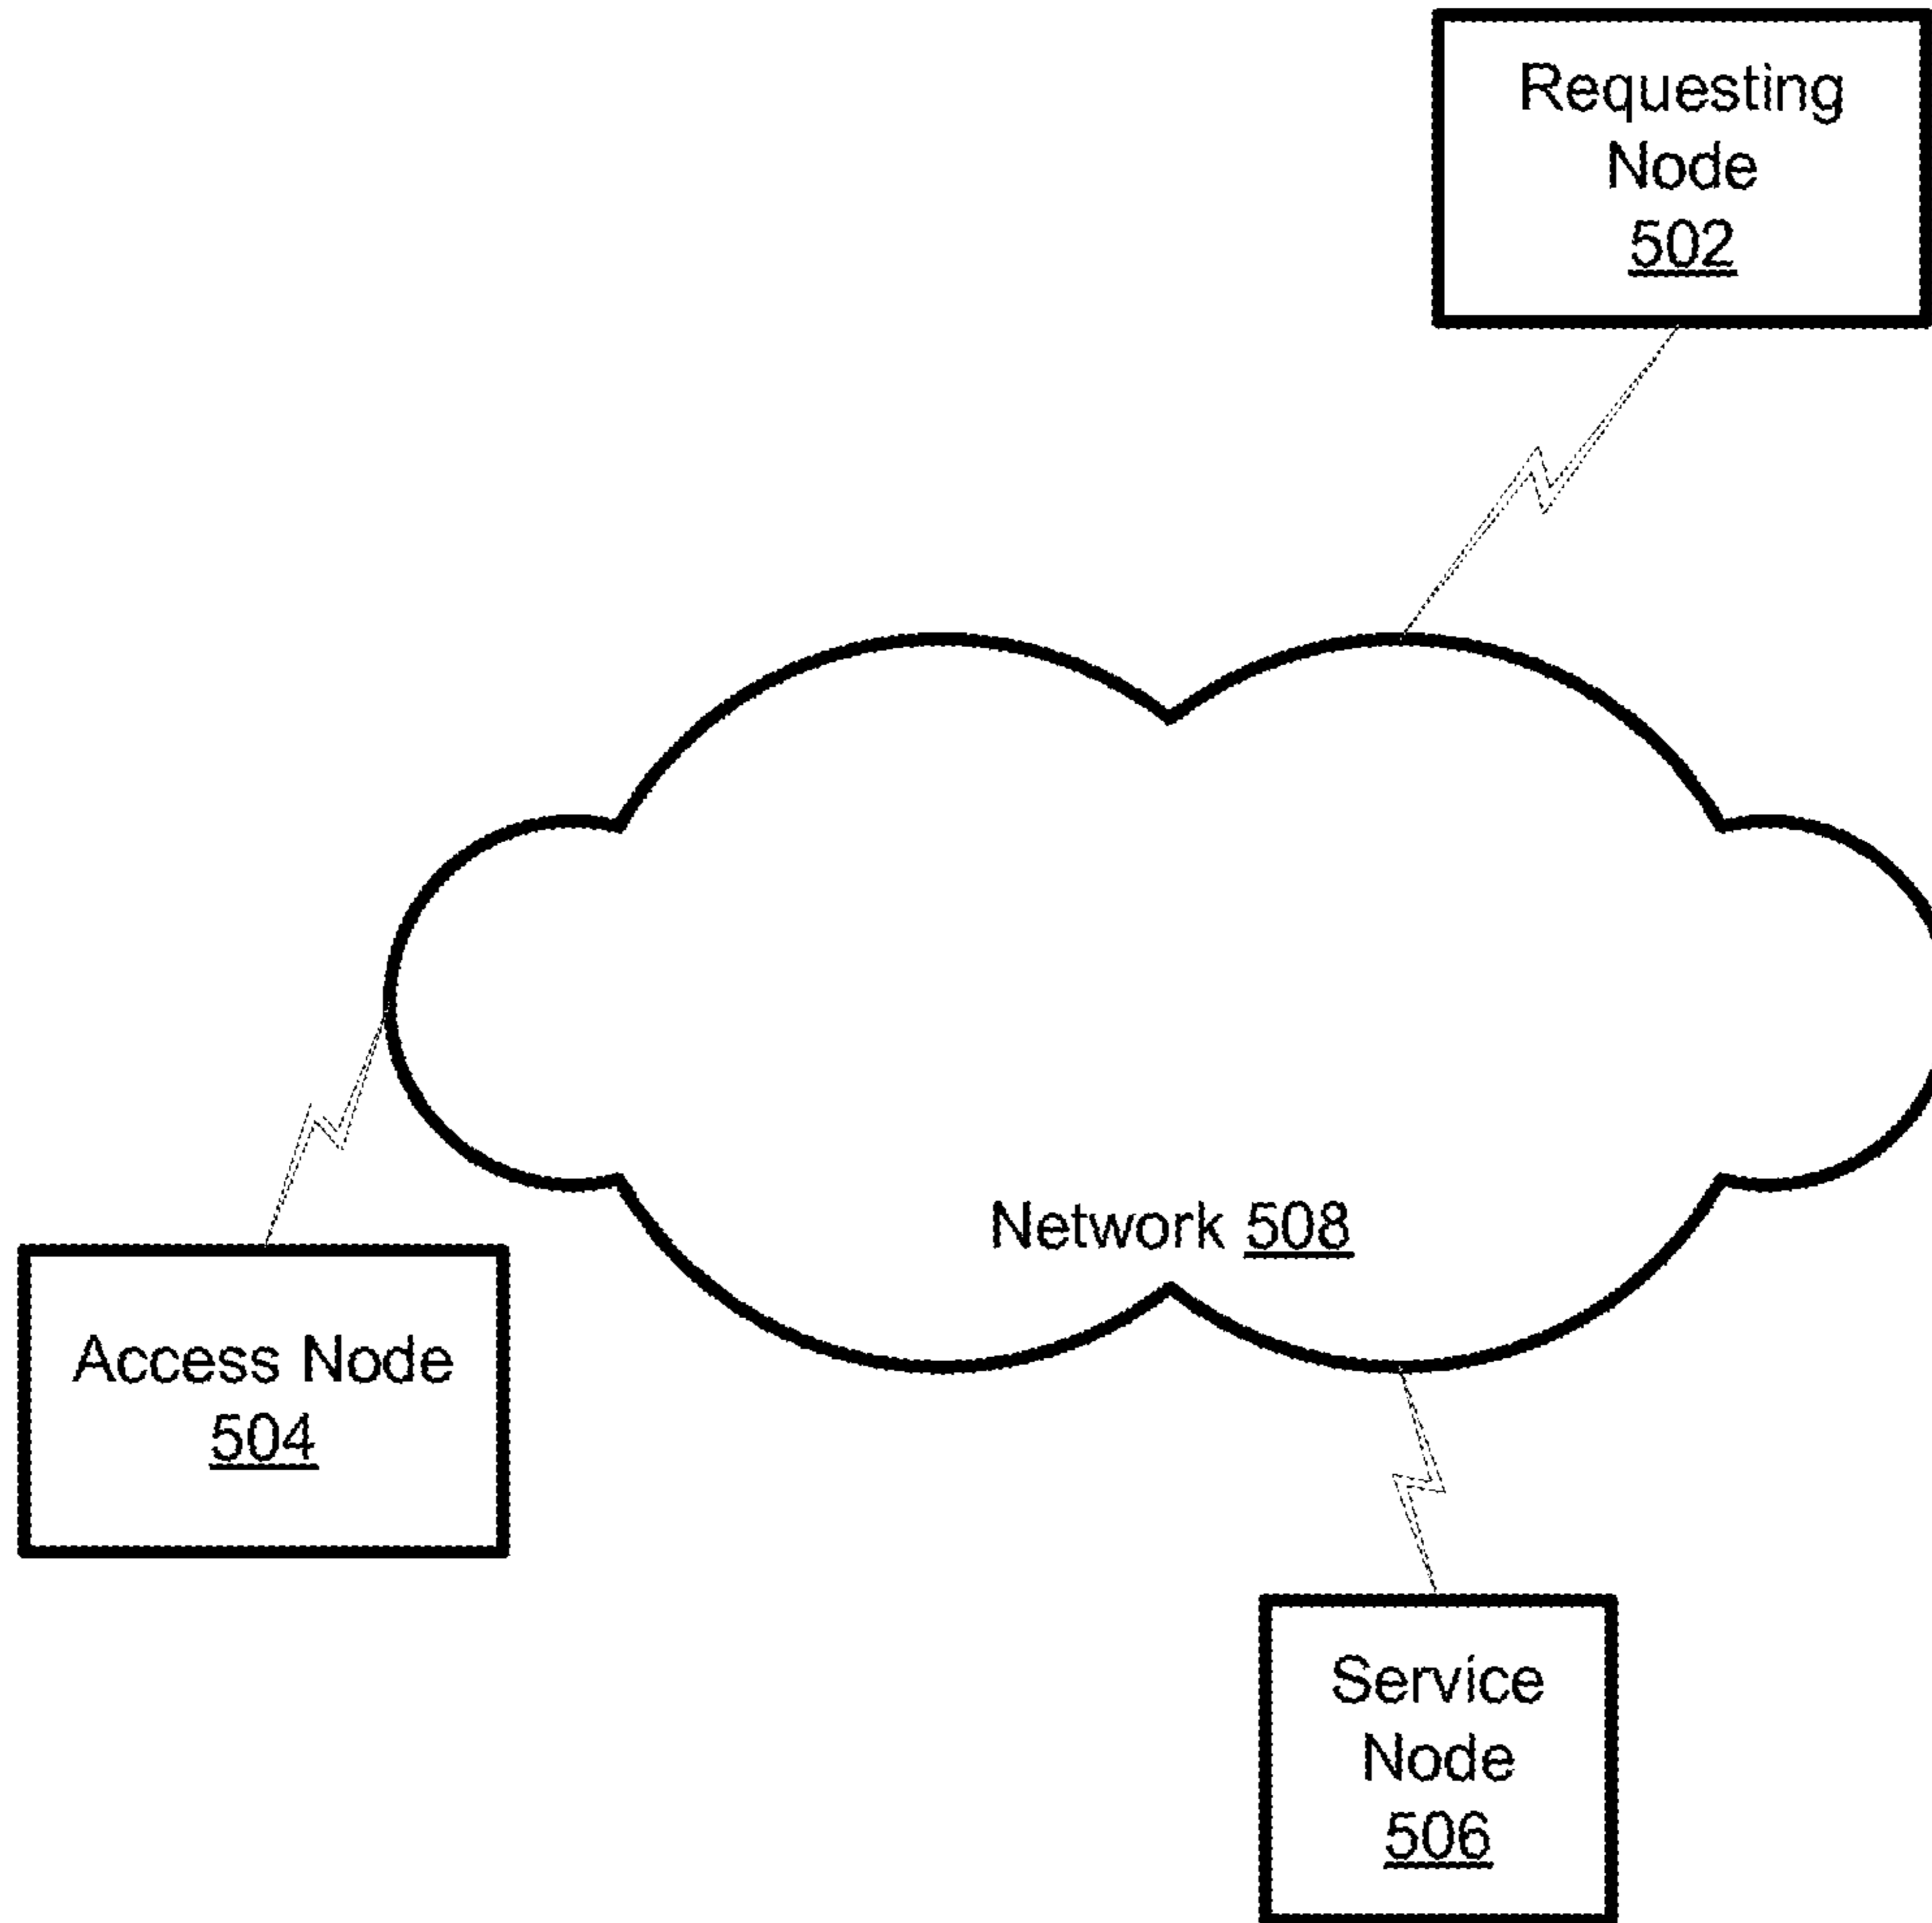 Requesting
Node
502
Network 508
Access Node
504
Service
Node
506